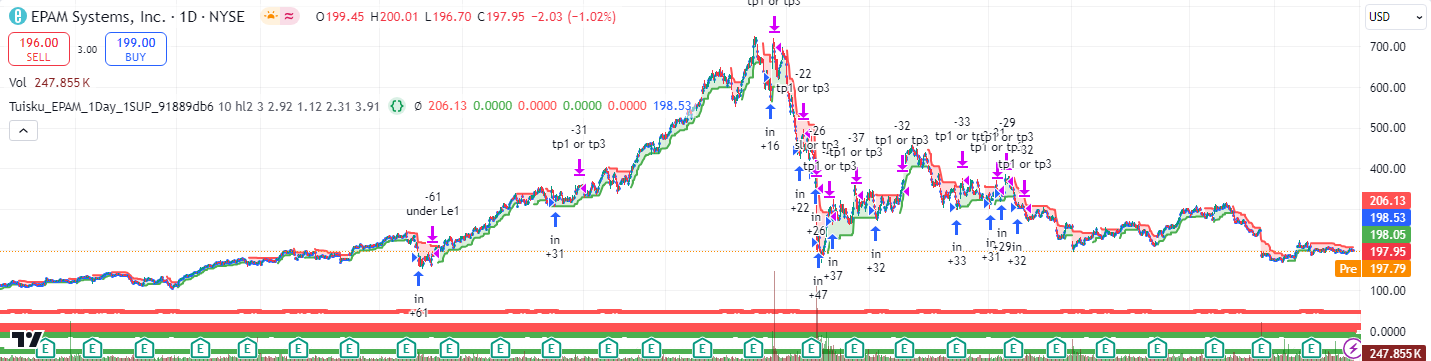 EPAM Systems, Inc. · 1D · NYSE O199.45 H200.01 L196.70 C197.95 −2.03 (−1.02%)
USD
196.00 SELL 3.00 199.00 BUY
Vol 247.855 K
Tuisku_EPAM_1Day_1SUP_91889db6 10 hl2 3 2.92 1.12 2.31 3.91 Ø 206.13 0.0000 0.0000 0.0000 0.0000 198.53
tp1 or tp3
-22
tp1 or tp3
-31
tp1 or tp3
-61
under Le1
-26
-37
tp1 or tp3
tp1 or tp3
-32
tp1 or tp3
-33
tp1 or tp3
-29
tp1 or tp3
-32
tp1 or tp3
in
+61
in
+31
in
+16
in
+22
in
+26
in
+47
in
+37
in
+32
in
+33
in
+31
in
+29
in
+32
700.00
600.00
500.00
400.00
300.00
206.13
198.53
198.05
197.95
Pre 197.79
100.00
0.0000
247.855 K
E E E E E E E E E E E E E E E E E E E E E E E E E